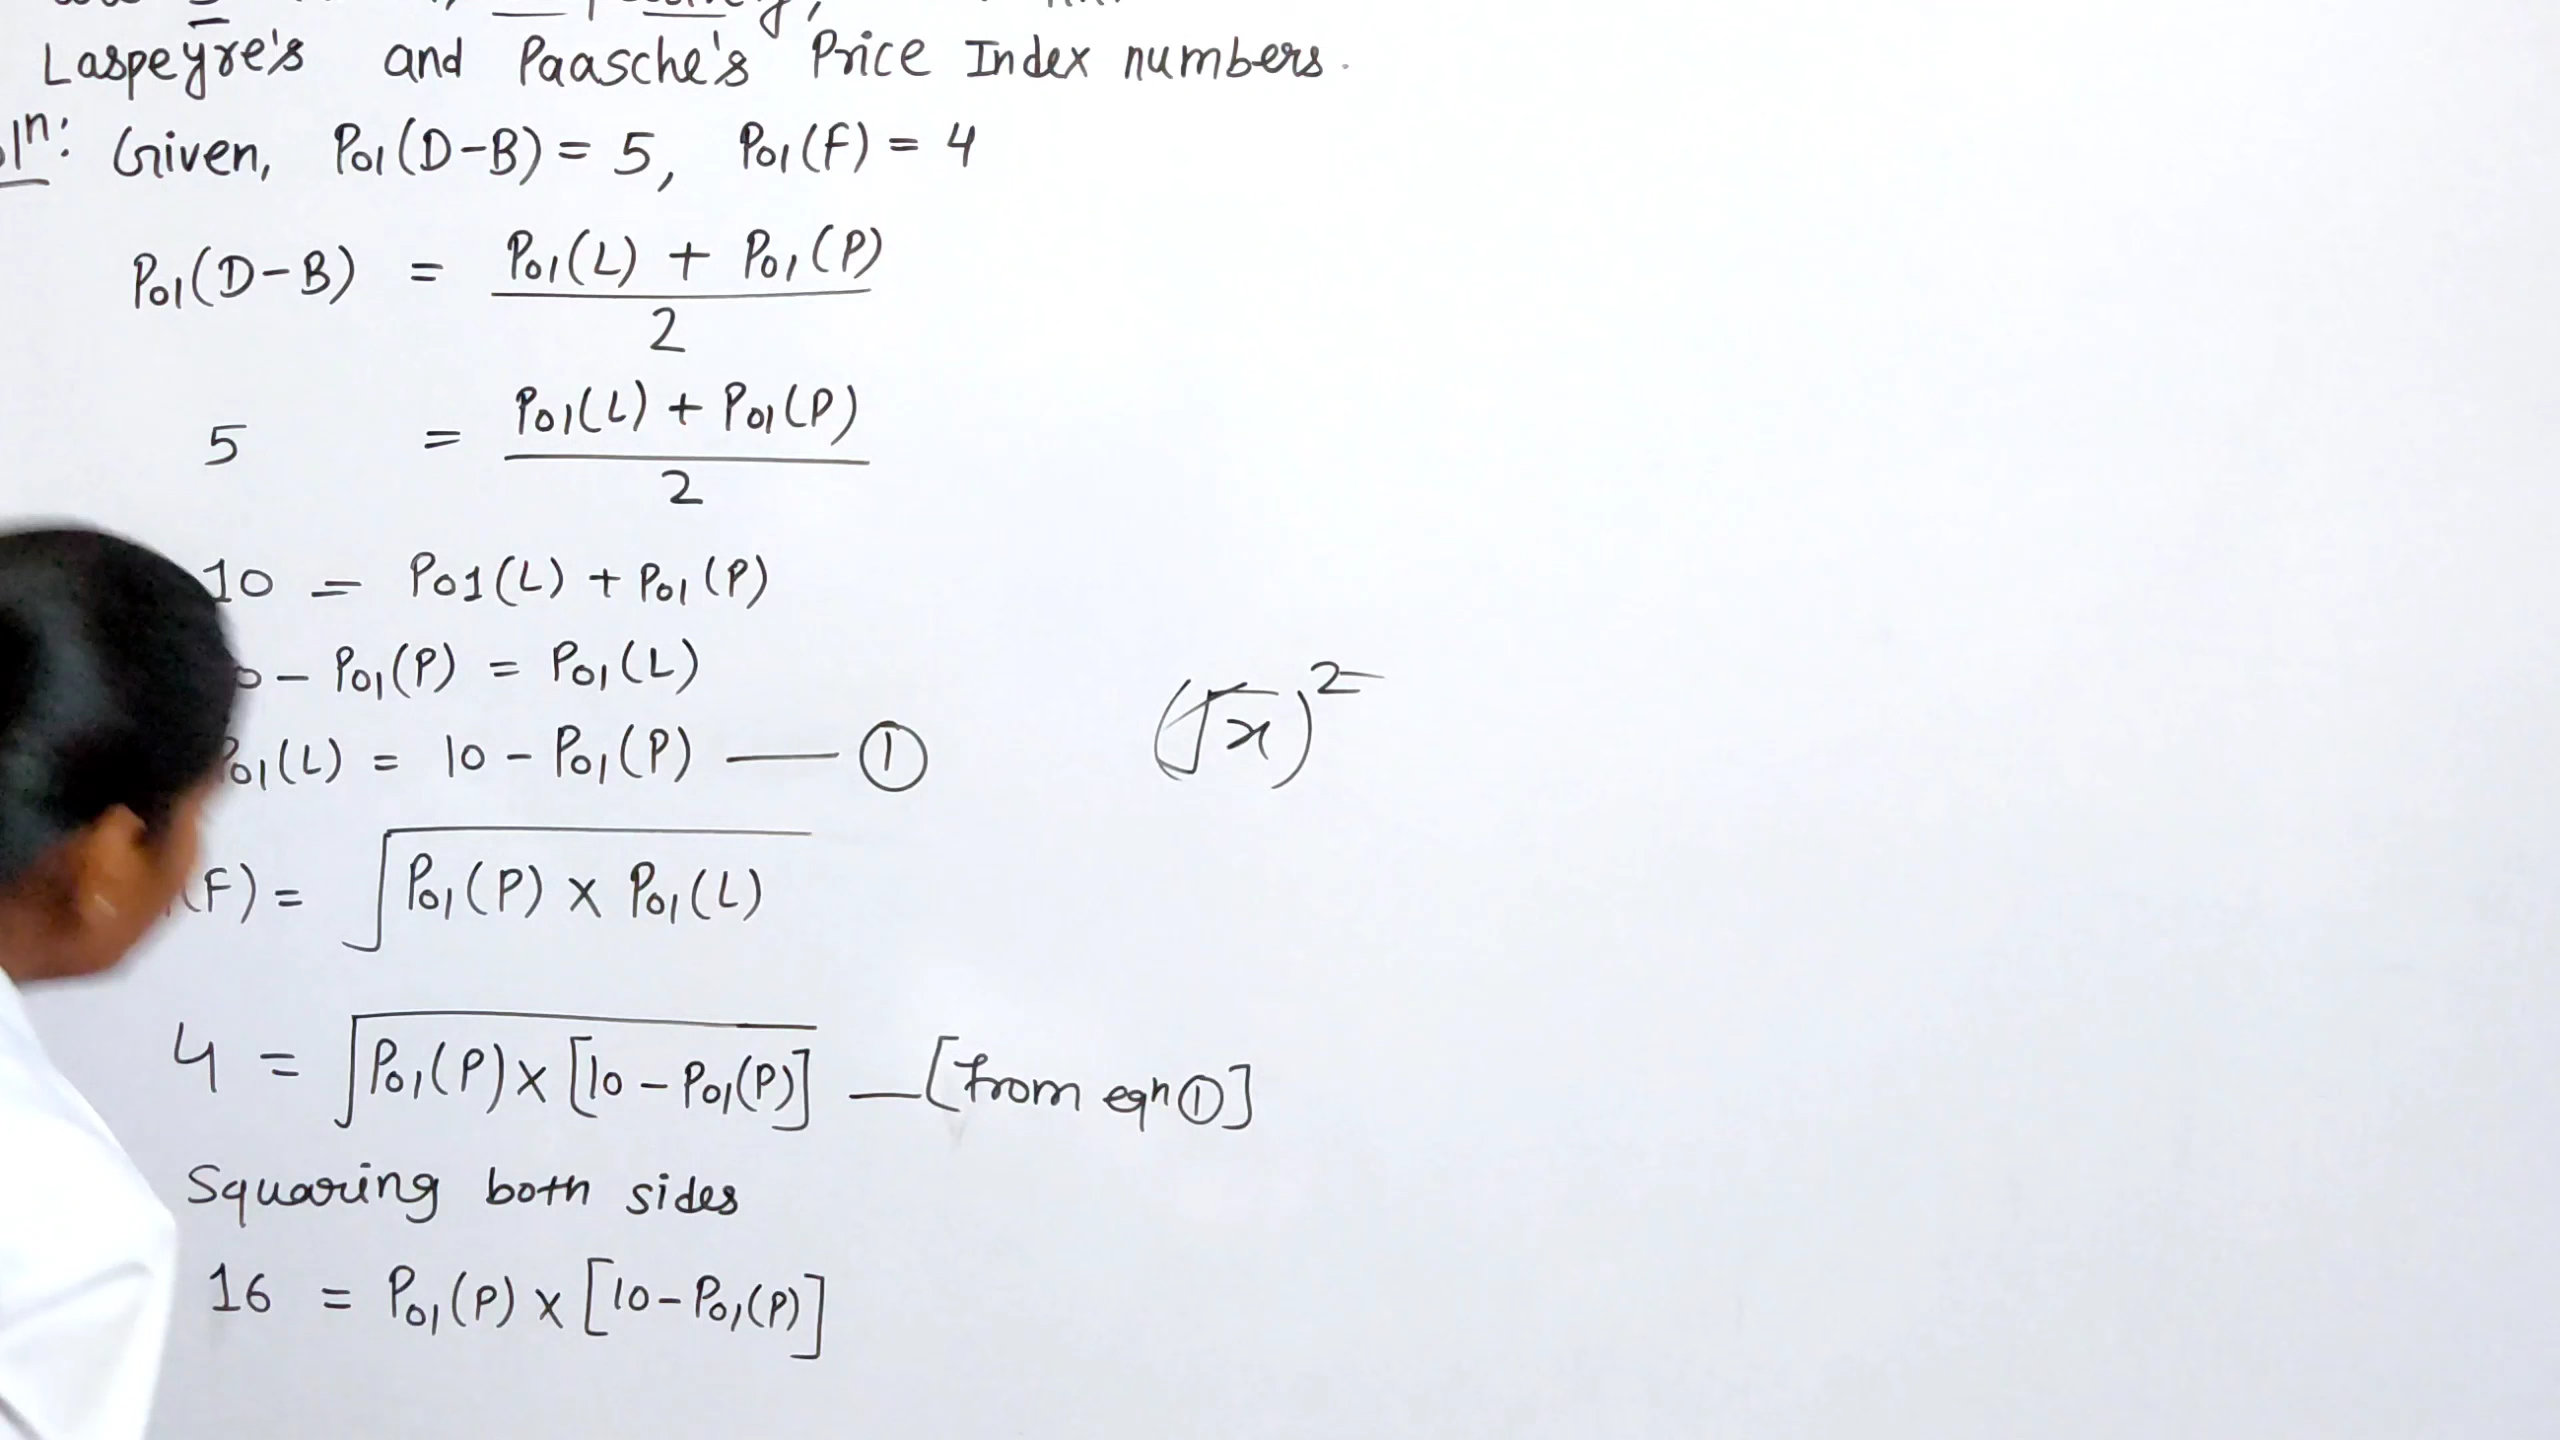 Laspeyre's and Paasche's Price Index numbers.
Given, P01(D-B) = 5, P01(F) = 4
P01(D-B) = P01(L) + P01(P)
2
5 = P01(L) + P01(P)
2
10 = P01(L) + P01(P)
- P01(P) = P01(L)
P01(L) = 10 - P01(P) — ①
(√x)²
(F) = √P01(P) × P01(L)
4 = √P01(P) × [10 - P01(P)] — [from eqn ①]
Squaring both sides
16 = P01(P) × [10 - P01(P)]